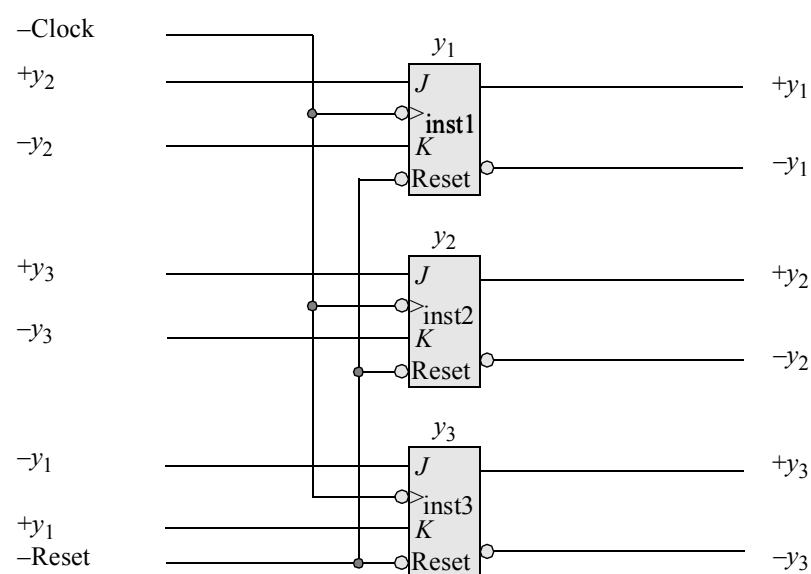 –Clock
y1
+y2
J
+y1
inst1
–y2
K
–y1
Reset
y2
+y3
J
+y2
inst2
–y3
K
–y2
Reset
y3
–y1
J
+y3
inst3
+y1
K
–Reset
Reset
–y3